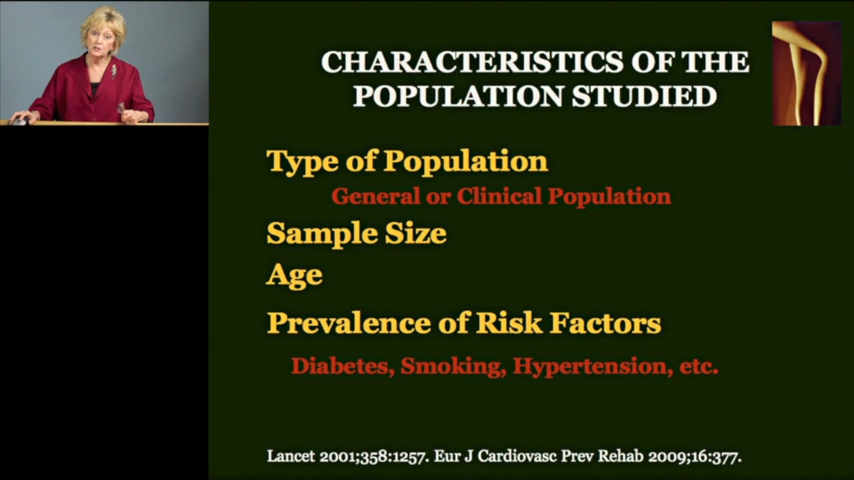 CHARACTERISTICS OF THE
POPULATION STUDIED
Type of Population
General or Clinical Population
Sample Size
Age
Prevalence of Risk Factors
Diabetes, Smoking, Hypertension, etc.
Lancet 2001;358:1257. Eur J Cardiovasc Prev Rehab 2009;16:377.